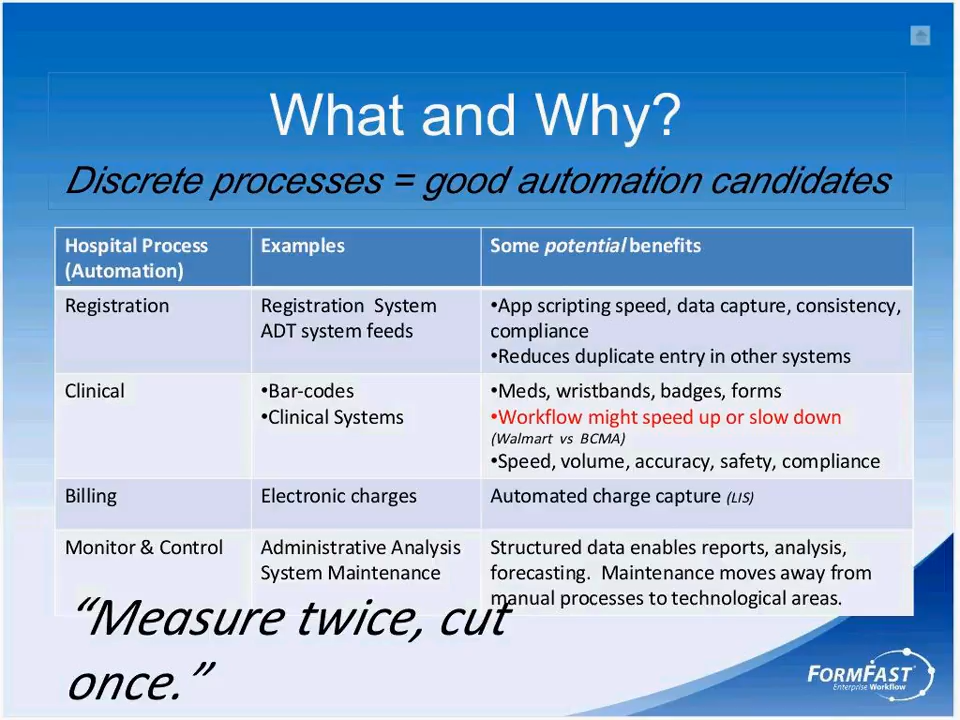 What and Why?
Discrete processes = good automation candidates
Hospital Process
(Automation)
Examples
Some potential benefits
Registration
Registration System
ADT system feeds
•App scripting speed, data capture, consistency,
compliance
•Reduces duplicate entry in other systems
Clinical
•Bar-codes
•Clinical Systems
•Meds, wristbands, badges, forms
•Workflow might speed up or slow down
(Walmart vs BCMA)
•Speed, volume, accuracy, safety, compliance
Billing
Electronic charges
Automated charge capture (LIS)
Monitor & Control
Administrative Analysis
System Maintenance
Structured data enables reports, analysis,
forecasting. Maintenance moves away from
manual processes to technological areas.
“Measure twice, cut
once.”
FORMFAST
Enterprise Workflow